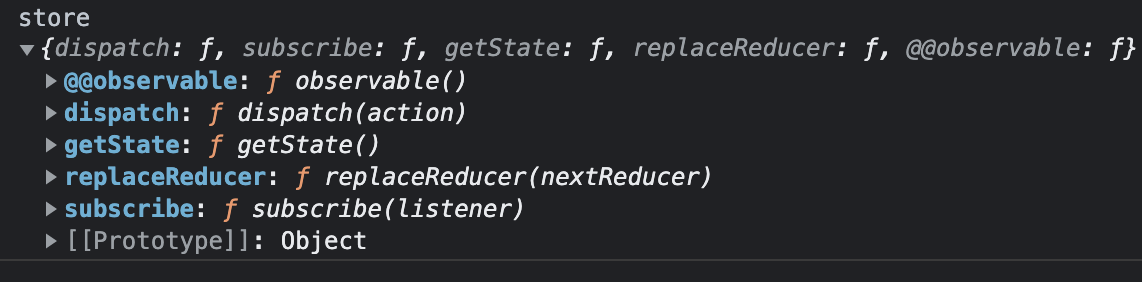 store
{dispatch: ƒ, subscribe: ƒ, getState: ƒ, replaceReducer: ƒ, @@observable: ƒ}
@@observable: ƒ observable()
dispatch: ƒ dispatch(action)
getState: ƒ getState()
replaceReducer: ƒ replaceReducer(nextReducer)
subscribe: ƒ subscribe(listener)
[[Prototype]]: Object